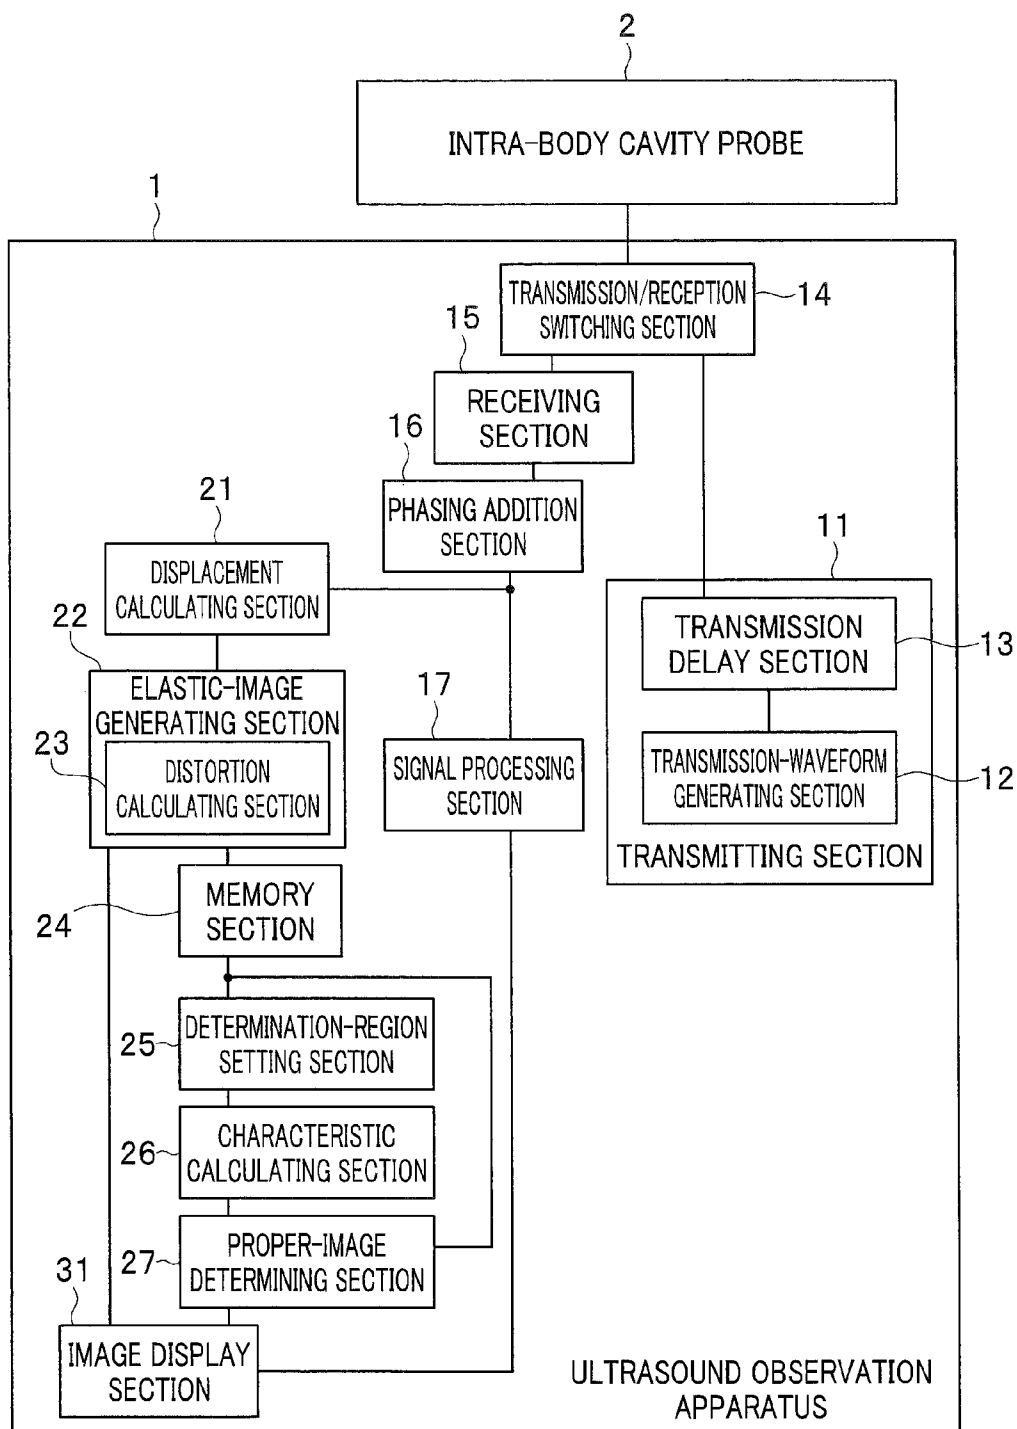 2
INTRA-BODY CAVITY PROBE
1
TRANSMISSION/RECEPTION
SWITCHING SECTION
14
15
RECEIVING
SECTION
16
PHASING ADDITION
SECTION
21
DISPLACEMENT
CALCULATING SECTION
11
TRANSMISSION
DELAY SECTION
13
22
ELASTIC-IMAGE
GENERATING SECTION
23
DISTORTION
CALCULATING SECTION
17
SIGNAL PROCESSING
SECTION
TRANSMISSION-WAVEFORM
GENERATING SECTION
12
TRANSMITTING SECTION
24
MEMORY
SECTION
25
DETERMINATION-REGION
SETTING SECTION
26
CHARACTERISTIC
CALCULATING SECTION
27
PROPER-IMAGE
DETERMINING SECTION
31
IMAGE DISPLAY
SECTION
ULTRASOUND OBSERVATION
APPARATUS